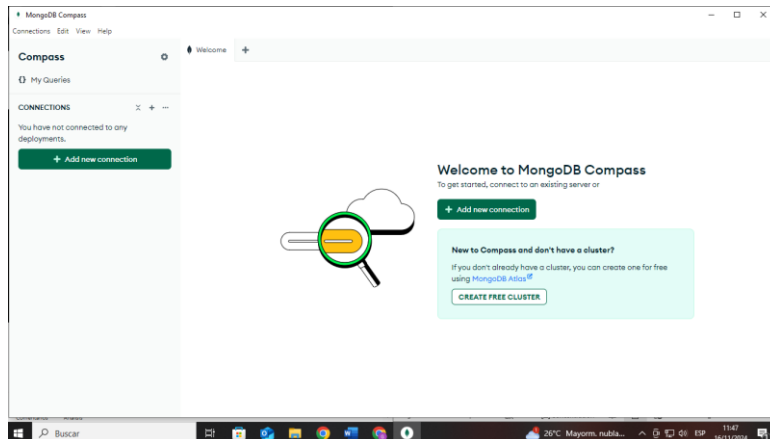 MongoDB Compass
Connections Edit View Help
Compass
Welcome
My Queries
CONNECTIONS
You have not connected to any
deployments.
+ Add new connection
Welcome to MongoDB Compass
To get started, connect to an existing server or
+ Add new connection
New to Compass and don't have a cluster?
If you don't already have a cluster, you can create one for free
using MongoDB Atlas
CREATE FREE CLUSTER
Buscar
26°C Mayorm. nubla...
ESP
11:47
16/11/2024